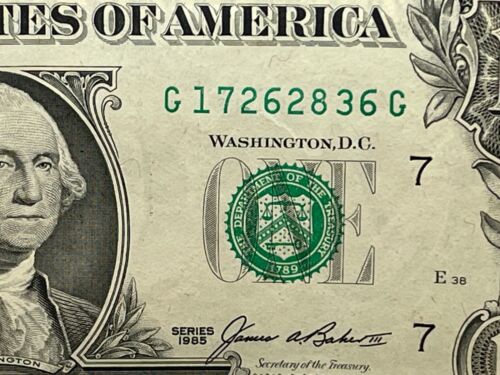 TES OF AMERICA
G 17262836 G
WASHINGTON, D.C.
7
ONE
THE DEPARTMENT OF THE TREASURY
1789
E 38
SERIES
1985
James A Baker III
7
Secretary of the Treasury.
NGTON